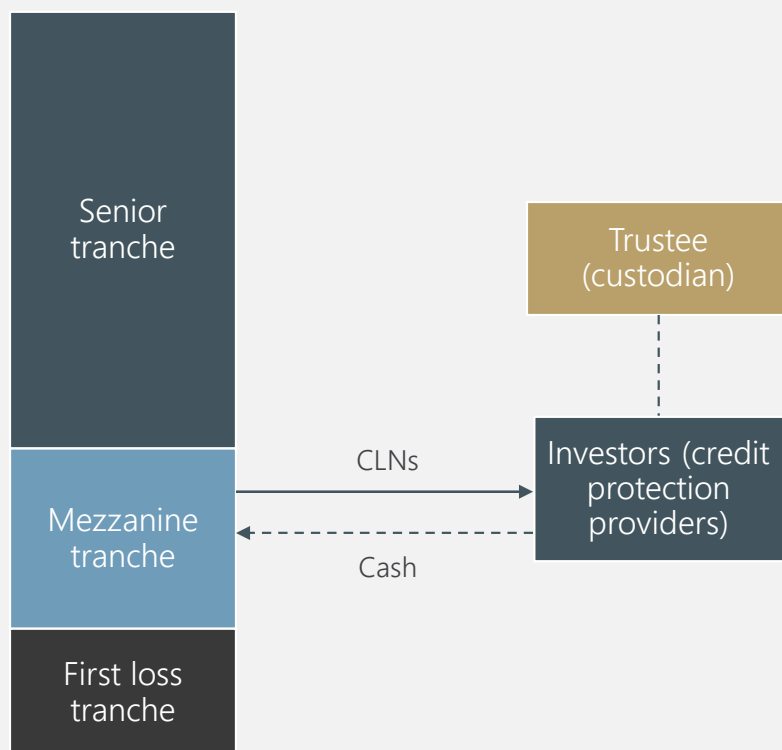 Senior
tranche
Trustee
(custodian)
CLNs
Investors (credit
protection
providers)
Mezzanine
tranche
Cash
First loss
tranche